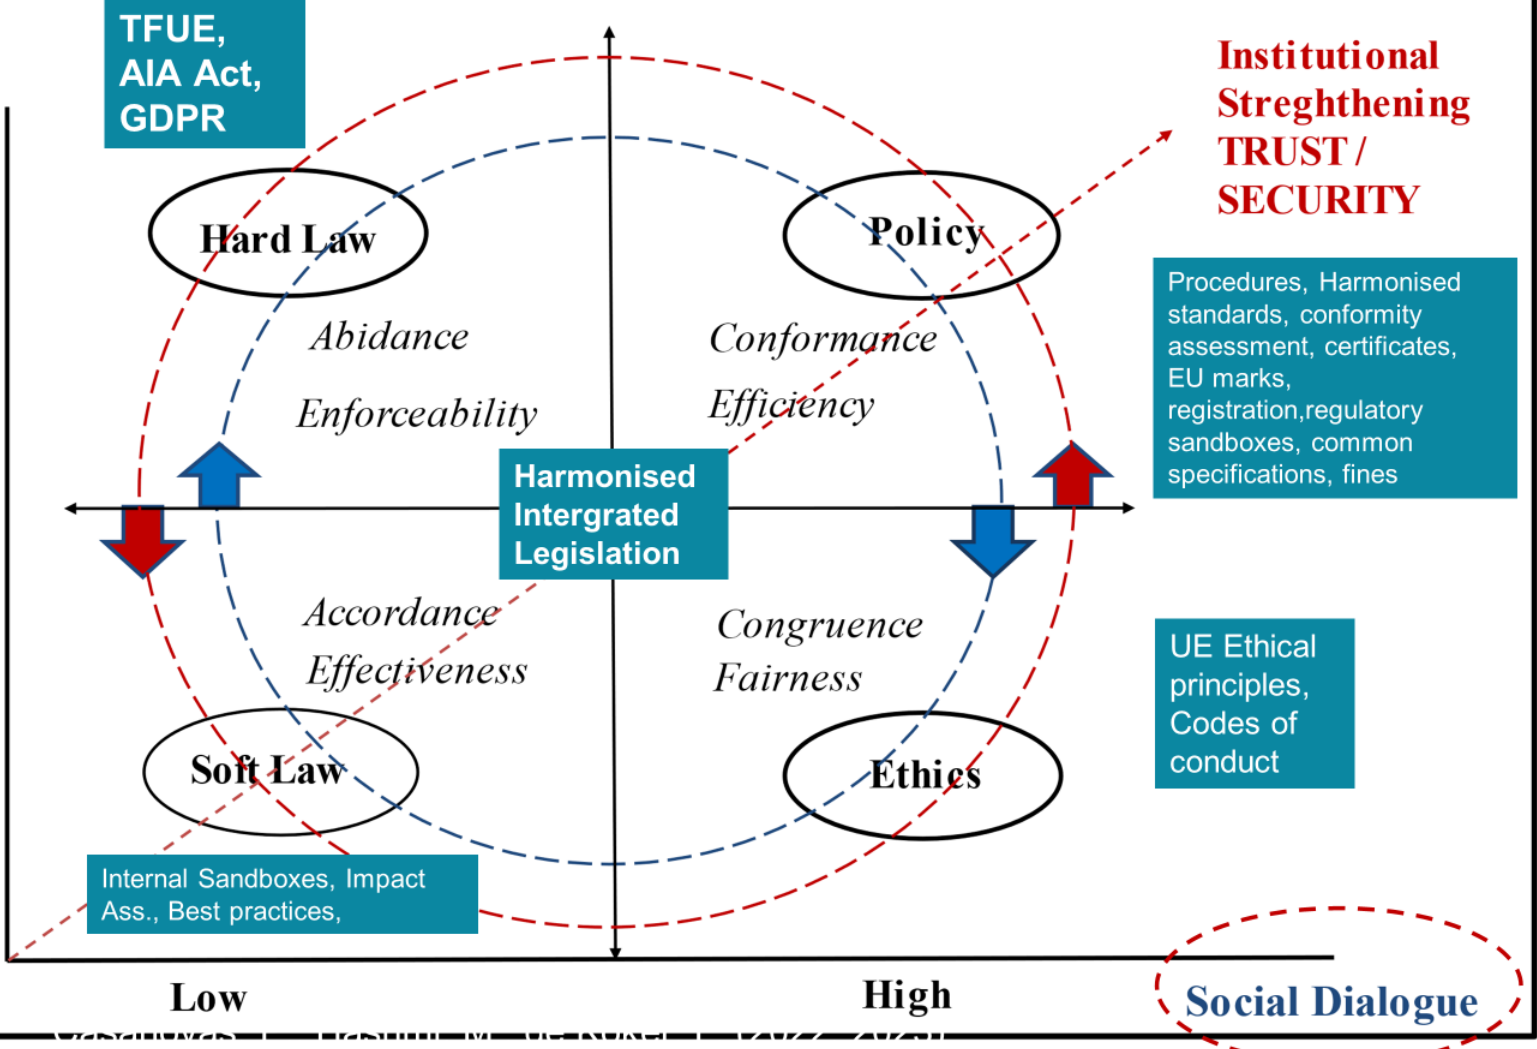 TFUE,
AIA Act,
GDPR
Institutional
Streghthening
TRUST /
SECURITY
Hard Law
Policy
Procedures, Harmonised
standards, conformity
assessment, certificates,
EU marks,
registration,regulatory
sandboxes, common
specifications, fines
Abidance
Enforceability
Conformance
Efficiency
Harmonised
Intergrated
Legislation
Accordance
Effectiveness
Congruence
Fairness
UE Ethical
principles,
Codes of
conduct
Soft Law
Ethics
Internal Sandboxes, Impact
Ass., Best practices,
Low
High
Social Dialogue